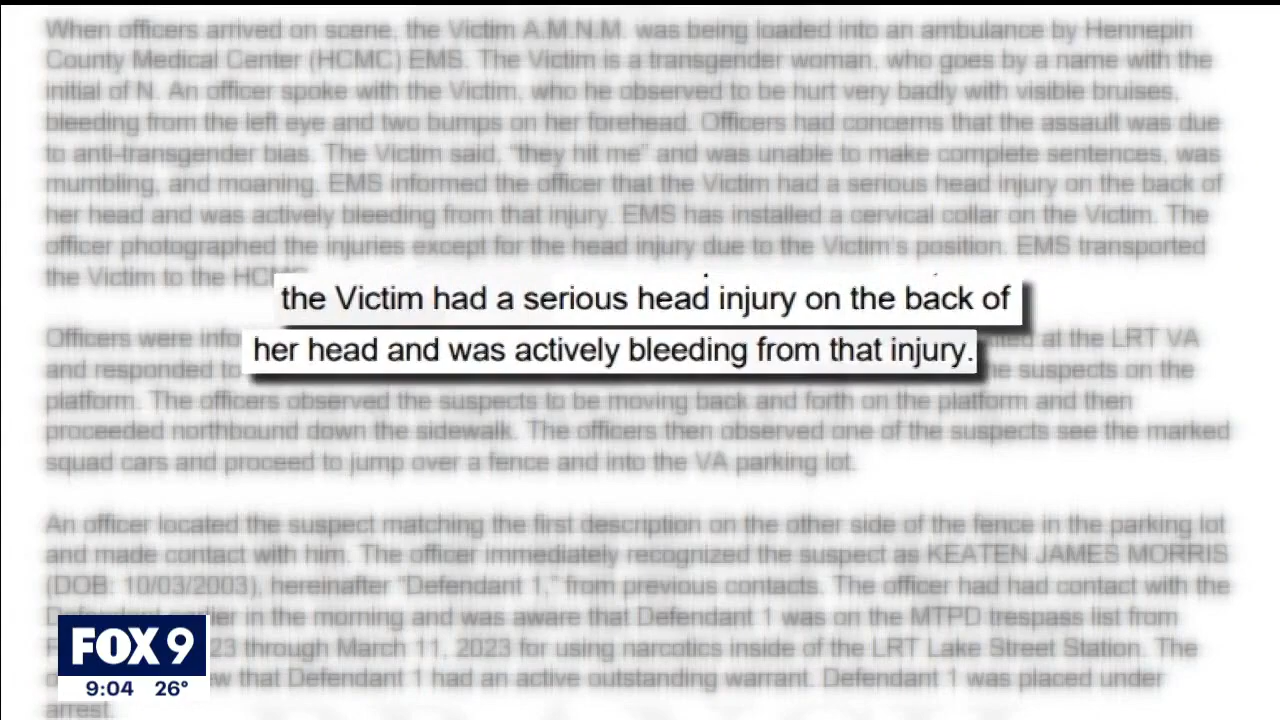 When officers arrived on scene, the Victim A.M.N.M. was being loaded into an ambulance by Hennepin
County Medical Center (HCMC) EMS. The Victim is a transgender woman, who goes by a name with the
initial of N. An officer spoke with the Victim, who he observed to be hurt very badly with visible bruises,
bleeding from the left eye and two bumps on her forehead. Officers had concerns that the assault was due
to anti-transgender bias. The Victim said, "they hit me" and was unable to make complete sentences, was
mumbling, and moaning. EMS informed the officer that the Victim had a serious head injury on the back of
her head and was actively bleeding from that injury. EMS has installed a cervical collar on the Victim. The
officer photographed the injuries except for the head injury due to the Victim's position. EMS transported
the Victim to the HCMC
the Victim had a serious head injury on the back of
her head and was actively bleeding from that injury.
Officers were at the LRT VA
and responded to suspects on the
platform. The officers observed the suspects to be moving back and forth on the platform and then
proceeded northbound down the sidewalk. The officers then observed one of the suspects see the marked
squad cars and proceed to jump over a fence and into the VA parking lot.
An officer located the suspect matching the first description on the other side of the fence in the parking lot
and made contact with him. The officer immediately recognized the suspect as KEATEN JAMES MORRIS
(DOB: 10/03/2003), hereinafter "Defendant 1," from previous contacts. The officer had had contact with the
in the morning and was aware that Defendant 1 was on the MTPD trespass list from
23 through March 11, 2023 for using narcotics inside of the LRT Lake Street Station. The
that Defendant 1 had an active outstanding warrant. Defendant 1 was placed under
arrest.
FOX 9
9:04 26°